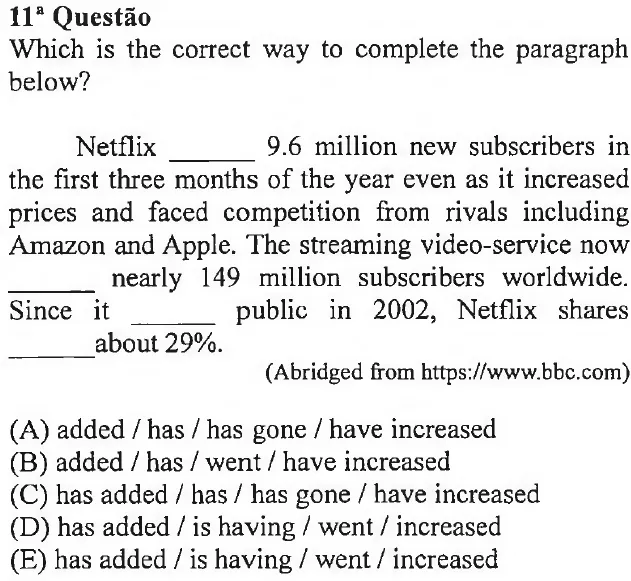 11ª Questão
Which is the correct way to complete the paragraph
below?
Netflix ______ 9.6 million new subscribers in
the first three months of the year even as it increased
prices and faced competition from rivals including
Amazon and Apple. The streaming video-service now
______ nearly 149 million subscribers worldwide.
Since it ______ public in 2002, Netflix shares
______about 29%.
(Abridged from https://www.bbc.com)
(A) added / has / has gone / have increased
(B) added / has / went / have increased
(C) has added / has / has gone / have increased
(D) has added / is having / went / increased
(E) has added / is having / went / increased